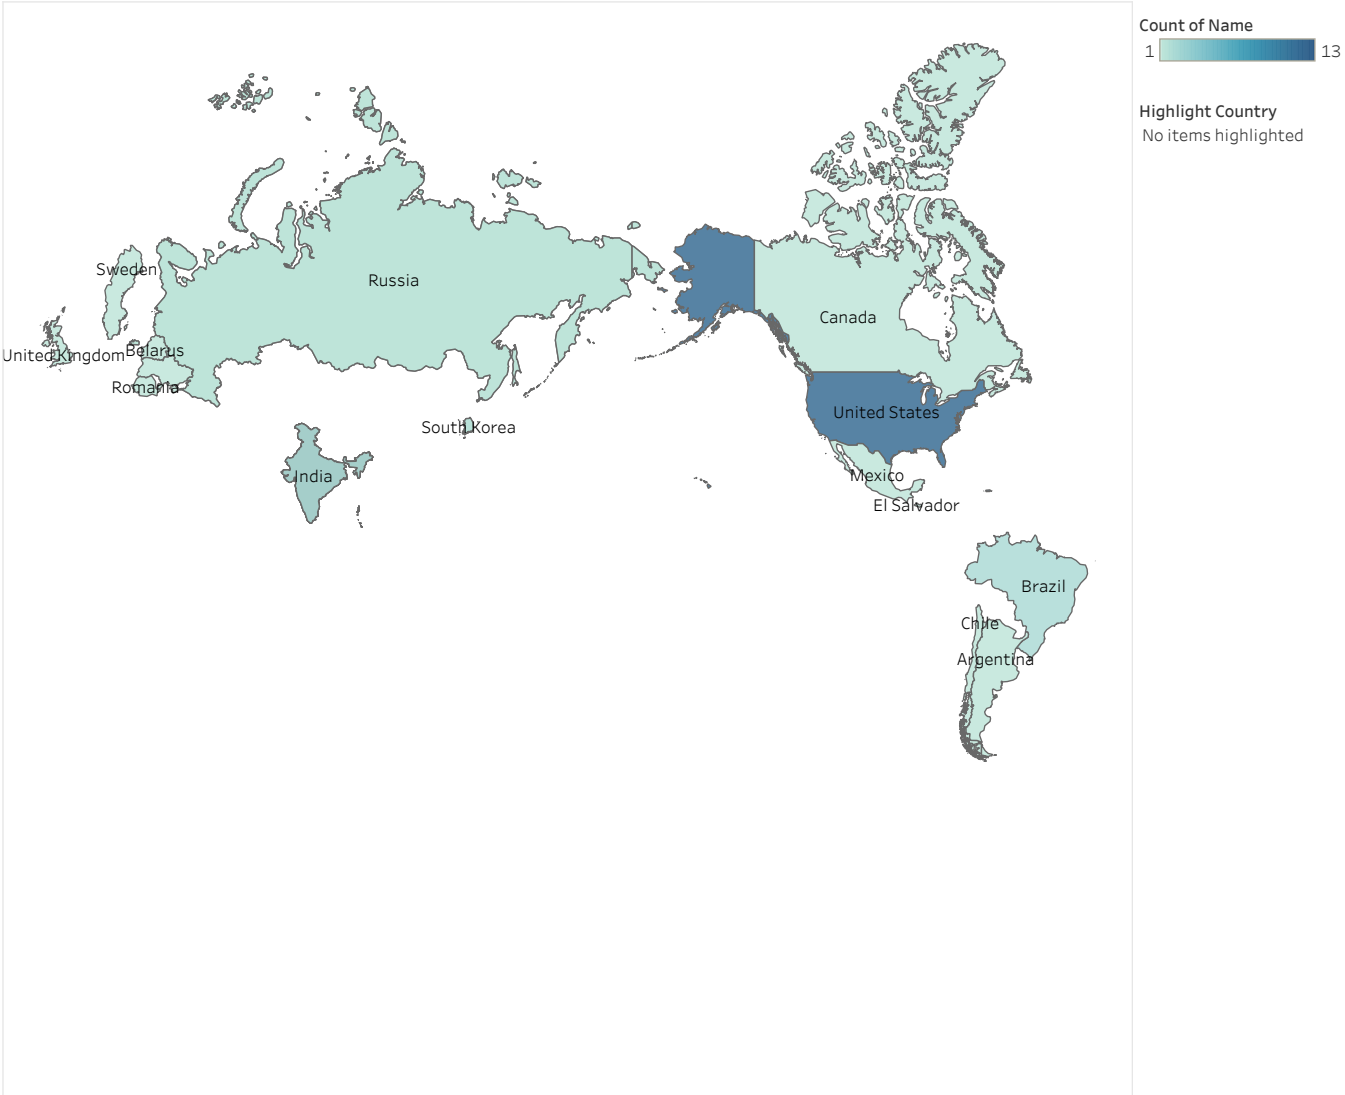 Count of Name
1 13
Highlight Country
No items highlighted
Sweden
Russia
Canada
United Kingdom
Belarus
Romania
United States
South Korea
India
Mexico
El Salvador
Brazil
Chile
Argentina